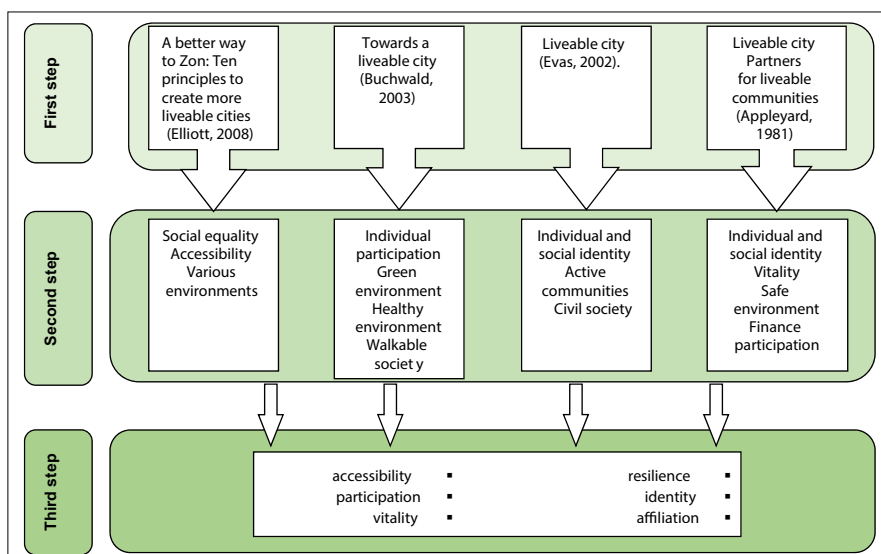 First step
A better way
to Zon: Ten
principles to
create more
liveable cities
(Elliott, 2008)
Towards a
liveable city
(Buchwald,
2003)
Liveable city
(Evas, 2002).
Liveable city
Partners
for liveable
communities
(Appleyard,
1981)
Second step
Social equality
Accessibility
Various
environments
Individual
participation
Green
environment
Healthy
environment
Walkable
societ y
Individual and
social identity
Active
communities
Civil society
Individual and
social identity
Vitality
Safe
environment
Finance
participation
Third step
accessibility ▪
participation ▪
vitality ▪
resilience ▪
identity ▪
affiliation ▪